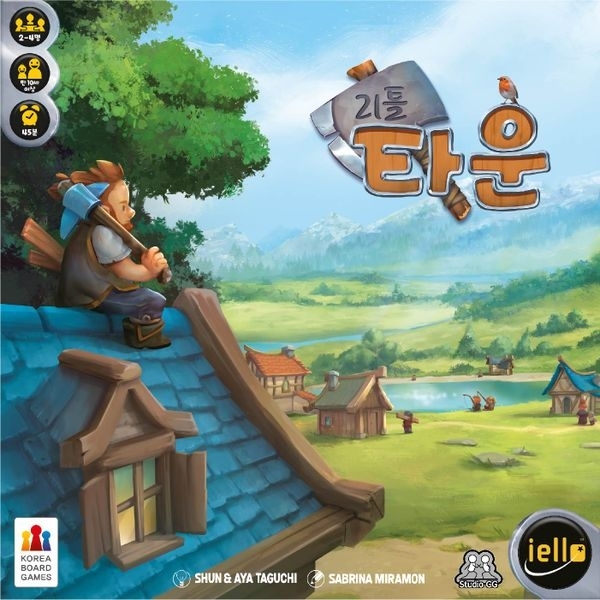 2-4명
만 10세
이상
45분
리틀
타운
KOREA
BOARD
GAMES
SHUN & AYA TAGUCHI
SABRINA MIRAMON
Studio GG
iello